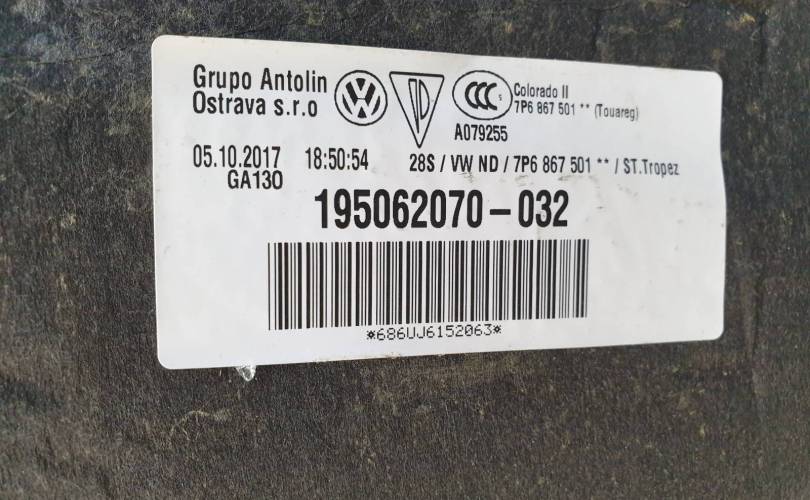 Grupo Antolin
Ostrava s.r.o
CCC S
A079255
Colorado II
7P6 867 501 ** (Touareg)
05.10.2017 18:50:54 28S / VW ND / 7P6 867 501 ** / ST.Tropez
GA130
195062070-032
*686UJ6152063*